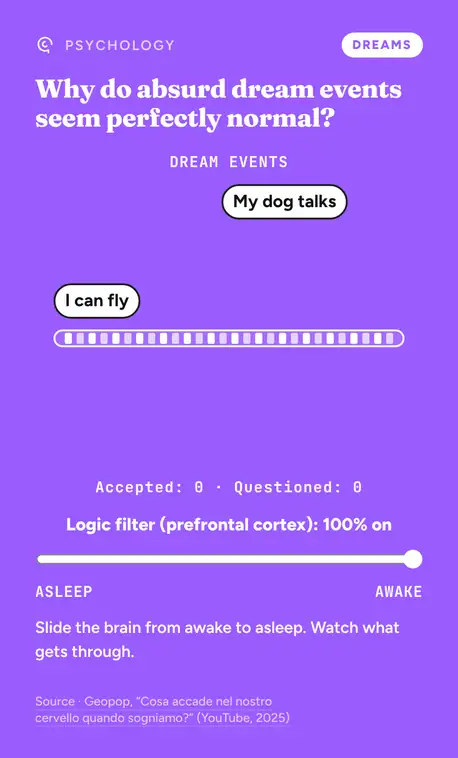 PSYCHOLOGY
DREAMS
Why do absurd dream events
seem perfectly normal?
DREAM EVENTS
My dog talks
I can fly
Accepted: 0 · Questioned: 0
Logic filter (prefrontal cortex): 100% on
ASLEEP
AWAKE
Slide the brain from awake to asleep. Watch what
gets through.
Source · Geopop, “Cosa accade nel nostro
cervello quando sogniamo?” (YouTube, 2025)